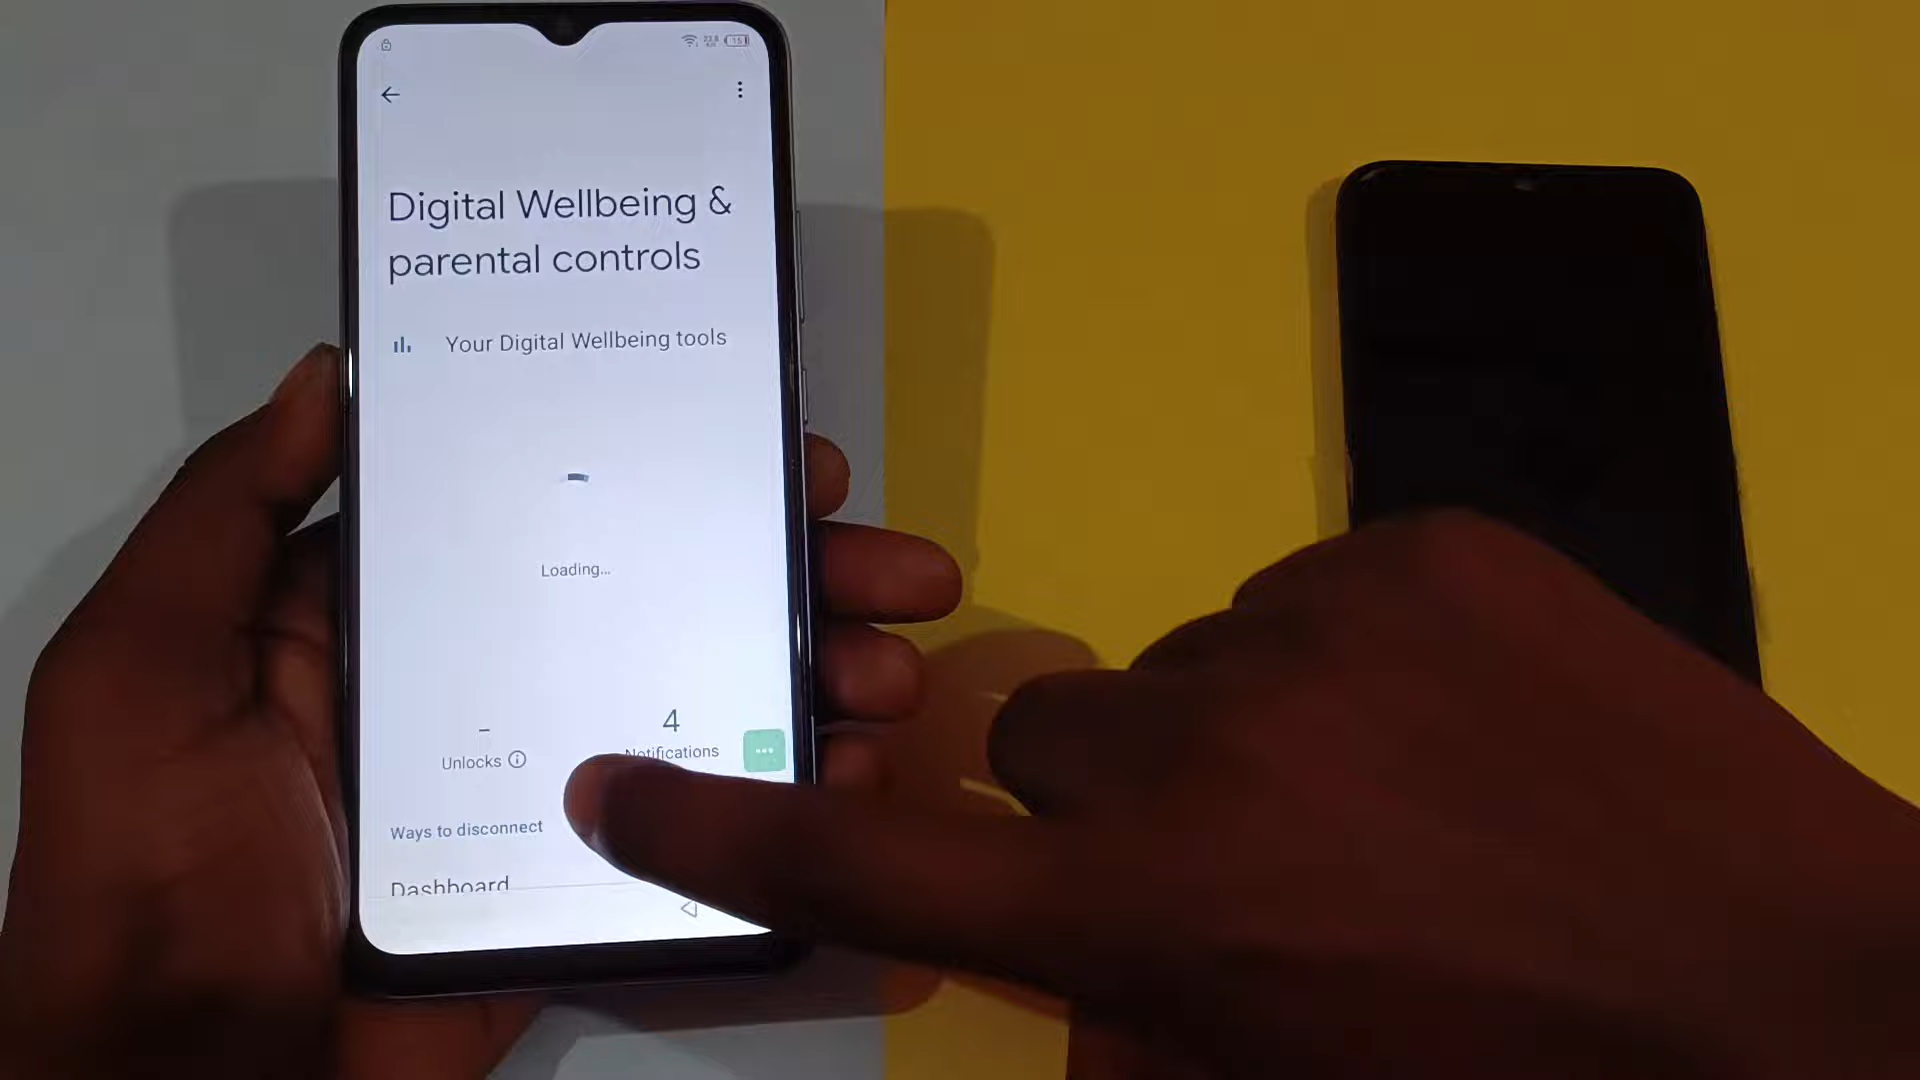 Digital Wellbeing &
parental controls
Your Digital Wellbeing tools
Loading...
-
4
Unlocks
Notifications
Ways to disconnect
Dashboard